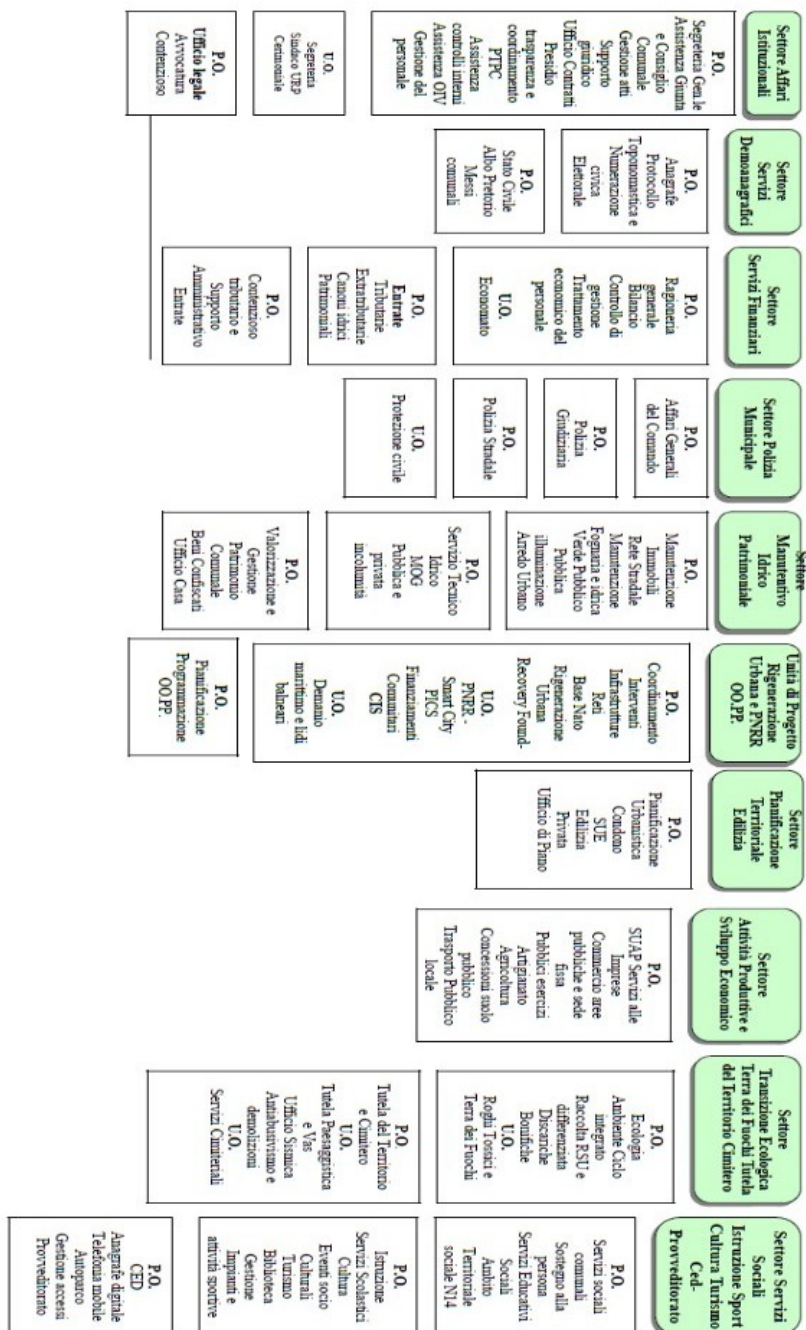 Settore Affari
Istituzionali
P.O.
Segreteria Gen.le
Assistenza Giunta
e Consiglio
Comunale
Gestione atti
Supporto
giuridico
Ufficio Contratti
Presidio
trasparenza e
coordinamento
PTPC
Assistenza
controlli interni
Assistenza OIV
Gestione del
personale
U.O.
Segreteria
Sindaco URP
Cerimoniale
P.O.
Ufficio legale
Avvocatura
Contenzioso
Settore
Servizi
Demoanagrafici
P.O.
Anagrafe
Protocollo
Toponomastica e
Numerazione
civica
Elettorale
P.O.
Stato Civile
Albo Pretorio
Messi
comunali
Settore
Servizi Finanziari
P.O.
Ragioneria
generale
Bilancio
Controllo di
gestione
Trattamento
economico del
personale
U.O.
Economato
P.O.
Entrate
Tributarie
Extratributarie
Canoni idrici
Patrimoniali
P.O.
Contenzioso
tributario e
Supporto
Amministrativo
Entrate
Settore Polizia
Municipale
P.O.
Affari Generali
del Comando
P.O.
Polizia
Giudiziaria
P.O.
Polizia Stradale
U.O.
Protezione civile
Settore
Manutentivo
Idrico
Patrimoniale
P.O.
Manutenzione
Immobili
Rete Stradale
Manutenzione
Fognaria e idrica
Verde Pubblico
Pubblica
illuminazione
Arredo Urbano
P.O.
Servizio Tecnico
Idrico
MOG
Pubblica e
privata
incolumità
P.O.
Valorizzazione e
Gestione
Patrimonio
Comunale
Beni Confiscati
Ufficio Casa
Unità di Progetto
Rigenerazione
Urbana e PNRR
OO.PP.
P.O.
Coordinamento
Interventi
Infrastrutture
Reti
Base Nato
Rigenerazione
Urbana
Recovery Found-
U.O.
Smart City
PNRR -
PICS
Finanziamenti
Comunitari
CIS
U.O.
Demanio
marittimo e lidi
balneari
P.O.
Pianificazione
Programmazione
OO.PP.
Settore
Pianificazione
Territoriale
Edilizia
P.O.
Pianificazione
Urbanistica
Condono
SUE
Edilizia
Privata
Ufficio di Piano
Settore
Attività Produttive e
Sviluppo Economico
P.O.
SUAP Servizi alle
Imprese
Commercio aree
pubbliche e sede
fissa
Pubblici esercizi
Artigianato
Agricoltura
Concessioni suolo
pubblico
Trasporto Pubblico
locale
Settore
Transizione Ecologica
Terra dei Fuochi Tutela
del Territorio Cimitero
P.O.
Ecologia
Ambiente Ciclo
integrato
Raccolta RSU e
differenziata
Discariche
Bonifiche
U.O.
Roghi Tossici e
Terra dei Fuochi
P.O.
Tutela del Territorio
e Cimitero
U.O.
Tutela Paesaggistica
e Vas
Ufficio Sismica
Antiabusivismo e
demolizioni
U.O.
Servizi Cimiteriali
Settore Servizi
Sociali
Istruzione Sport
Cultura Turismo
Ced-
Provveditorato
P.O.
Servizi sociali
comunali
Sostegno alla
persona
Servizi Educativi
Sociali
Ambito
Territoriale
sociale N14
P.O.
Istruzione
Servizi Scolastici
Cultura
Eventi socio
Culturali
Turismo
Biblioteca
Gestione
Impianti e
attività sportive
P.O.
CED
Anagrafe digitale
Telefonia mobile
Autoparco
Gestione accessi
Provveditorato